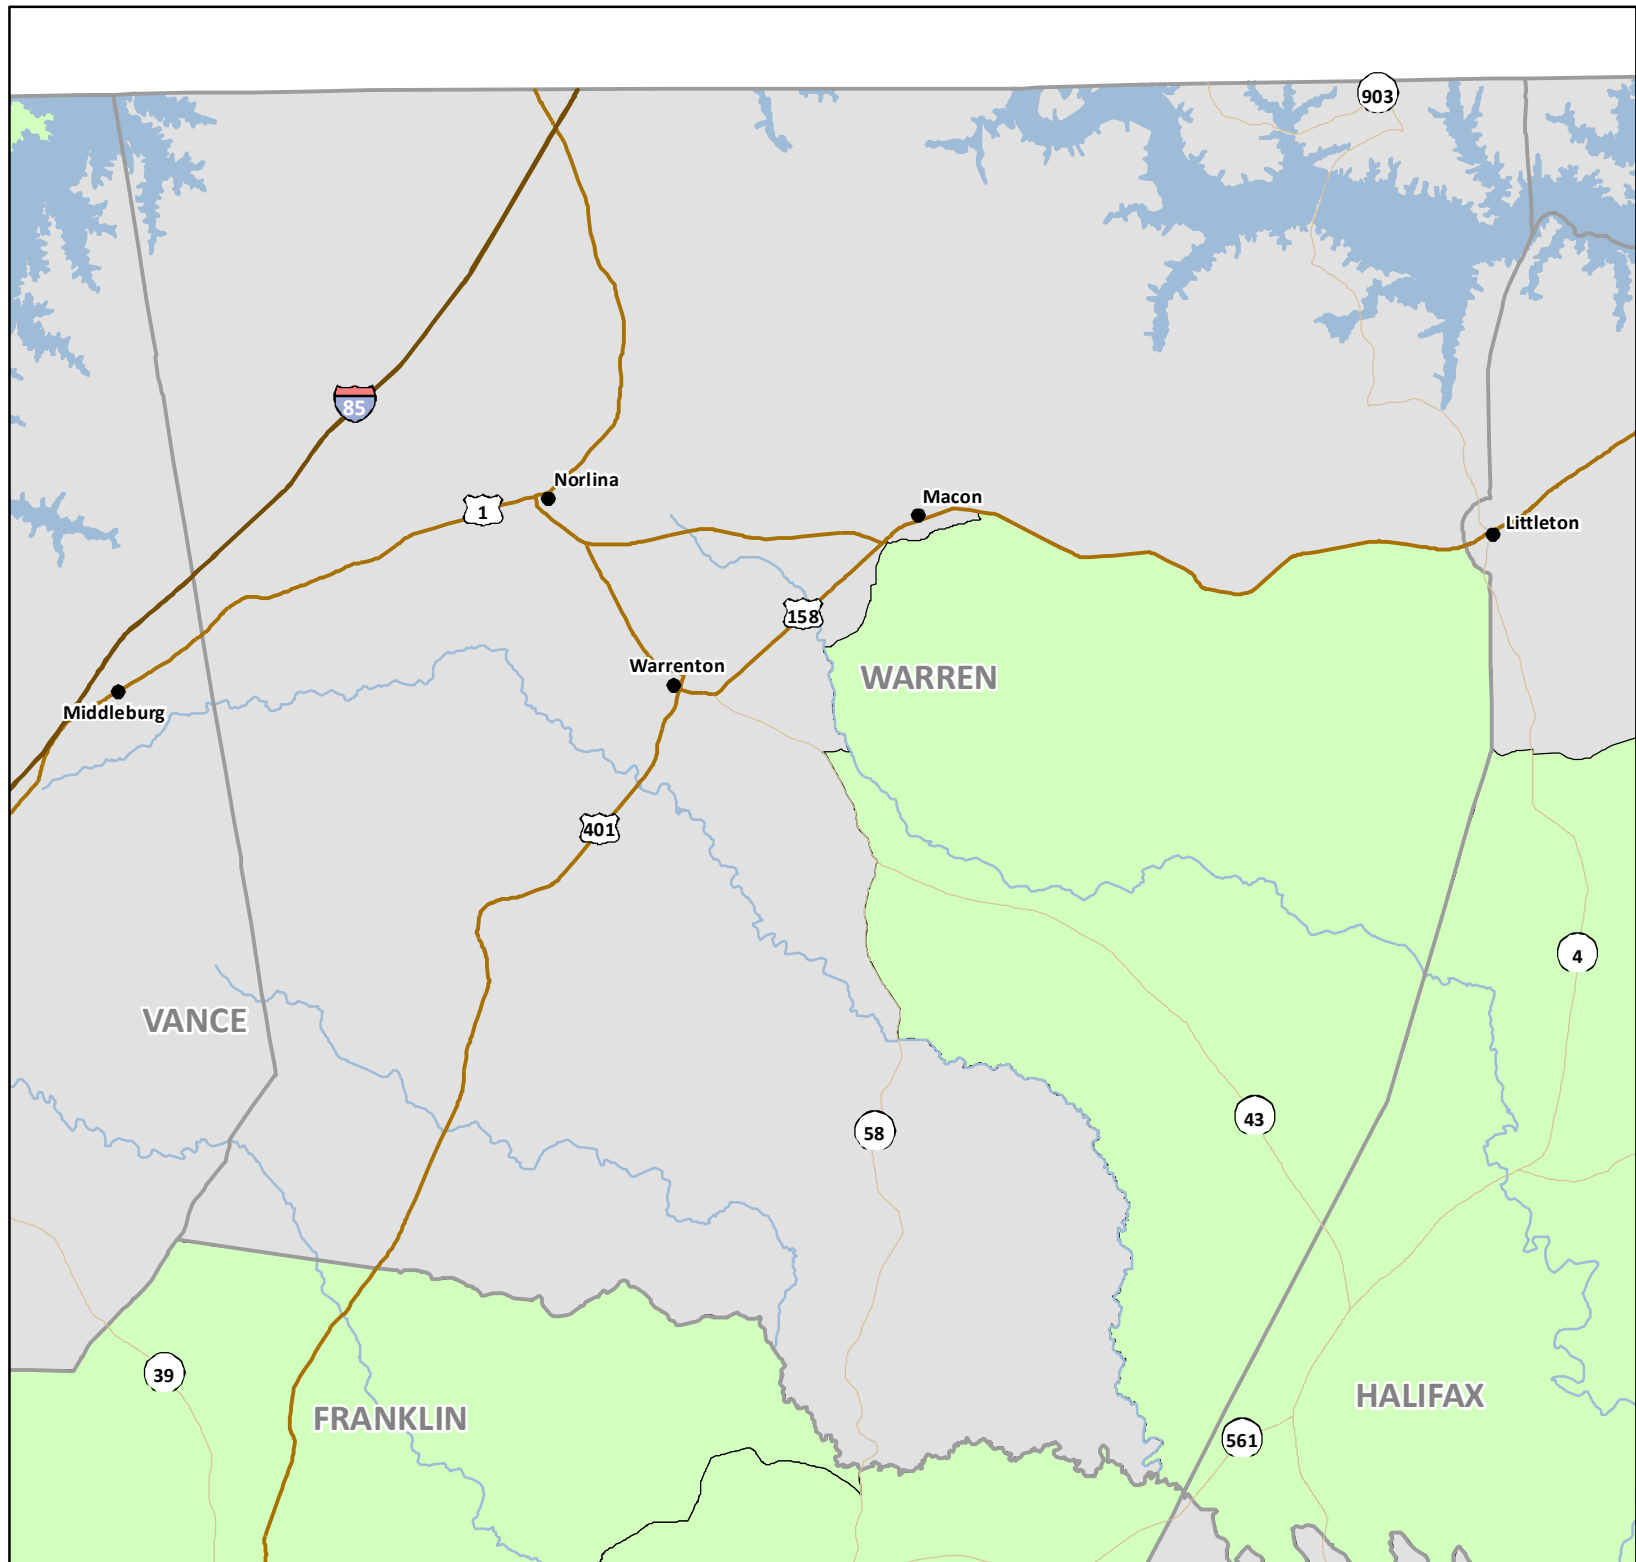 903
85
Norlina
Macon
1
Littleton
158
Warrenton
WARREN
Middleburg
401
4
VANCE
43
58
39
HALIFAX
FRANKLIN
561